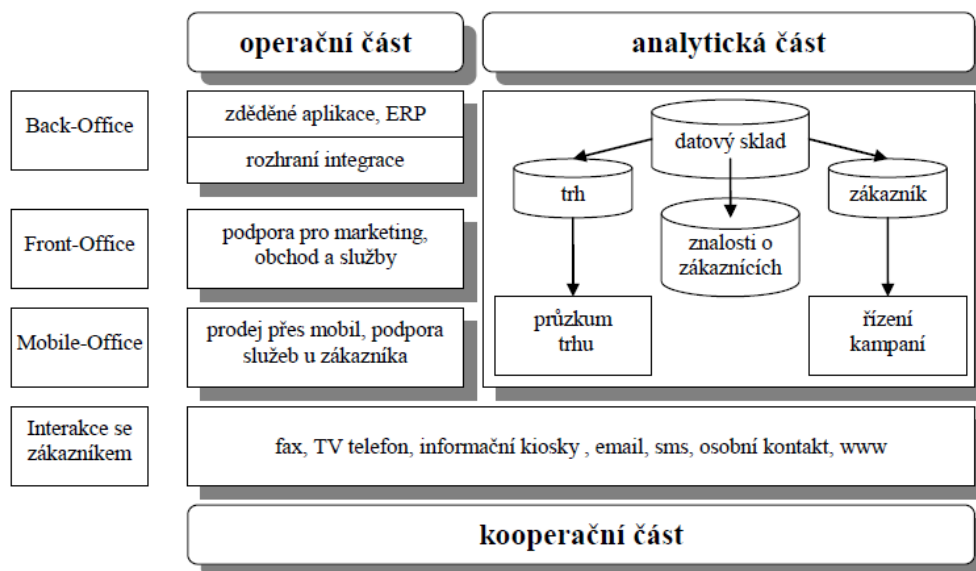 operační část
analytická část
Back-Office
zděděné aplikace, ERP
rozhraní integrace
datový sklad
trh
zákazník
znalosti o
zákaznících
Front-Office
podpora pro marketing,
obchod a služby
Mobile-Office
prodej přes mobil, podpora
služeb u zákazníka
průzkum
trhu
řízení
kampaní
Interakce se
zákazníkem
fax, TV telefon, informační kiosky , email, sms, osobní kontakt, www
kooperační část